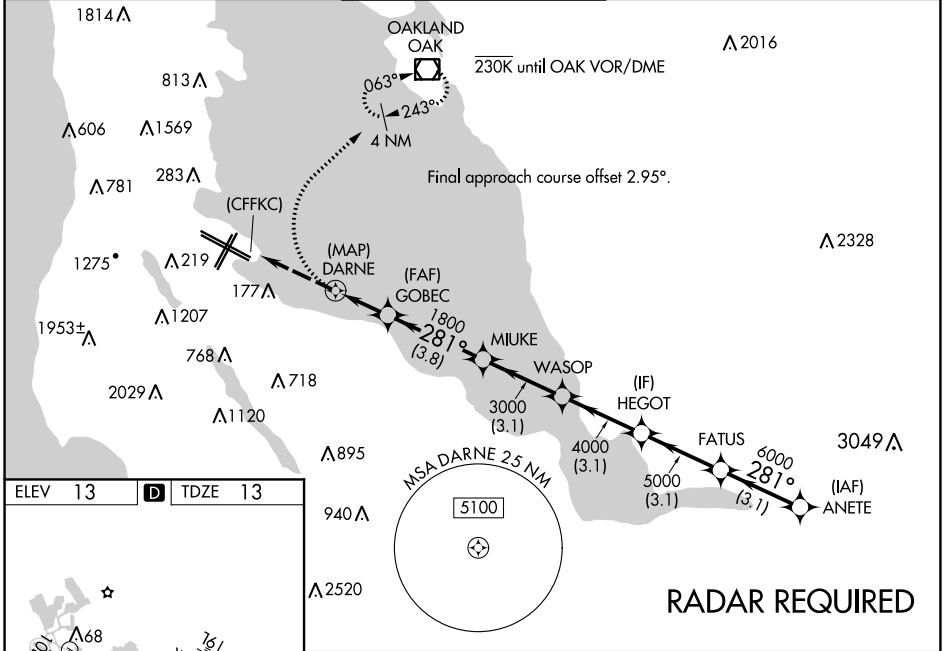 1814
OAKLAND
OAK
2016
230K until OAK VOR/DME
813
063°
243°
4 NM
606
1569
Final approach course offset 2.95°.
283
781
(CFFKC)
2328
1275
219
(MAP)
DARNE
(FAF)
GOBEC
177
1207
1953±
1800
281°
(3.8)
MIUKE
WASOP
768
718
2029
1120
3000
(3.1)
(IF)
HEGOT
4000
(3.1)
FATUS
3049
895
5000
(3.1)
6000
281°
(3.1)
(IAF)
ANETE
MSA DARNE 25 NM
5100
940
ELEV 13 D TDZE 13
2520
RADAR REQUIRED
68
19L